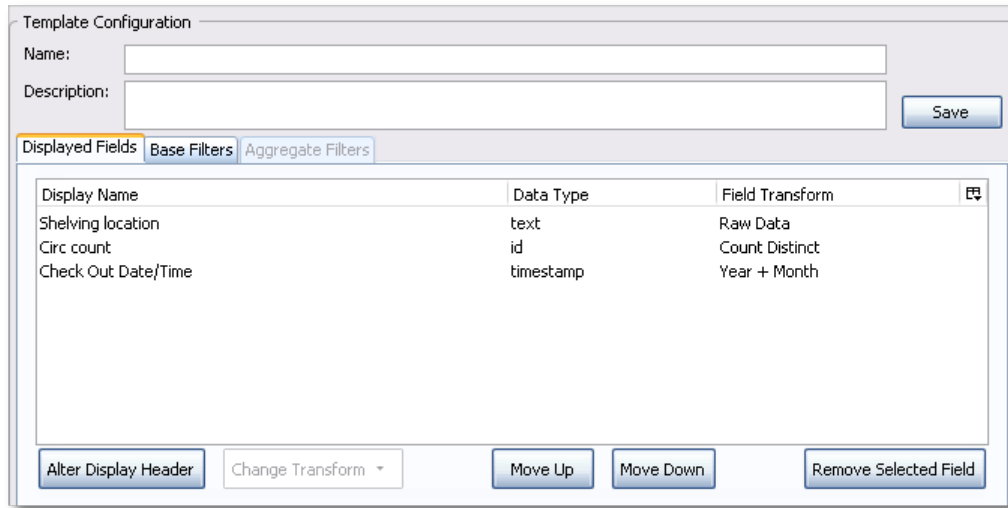 Template Configuration
Name:
Description:
Save
Displayed Fields Base Filters Aggregate Filters
Display Name Data Type Field Transform
Shelving location text Raw Data
Circ count id Count Distinct
Check Out Date/Time timestamp Year + Month
Alter Display Header Change Transform Move Up Move Down Remove Selected Field